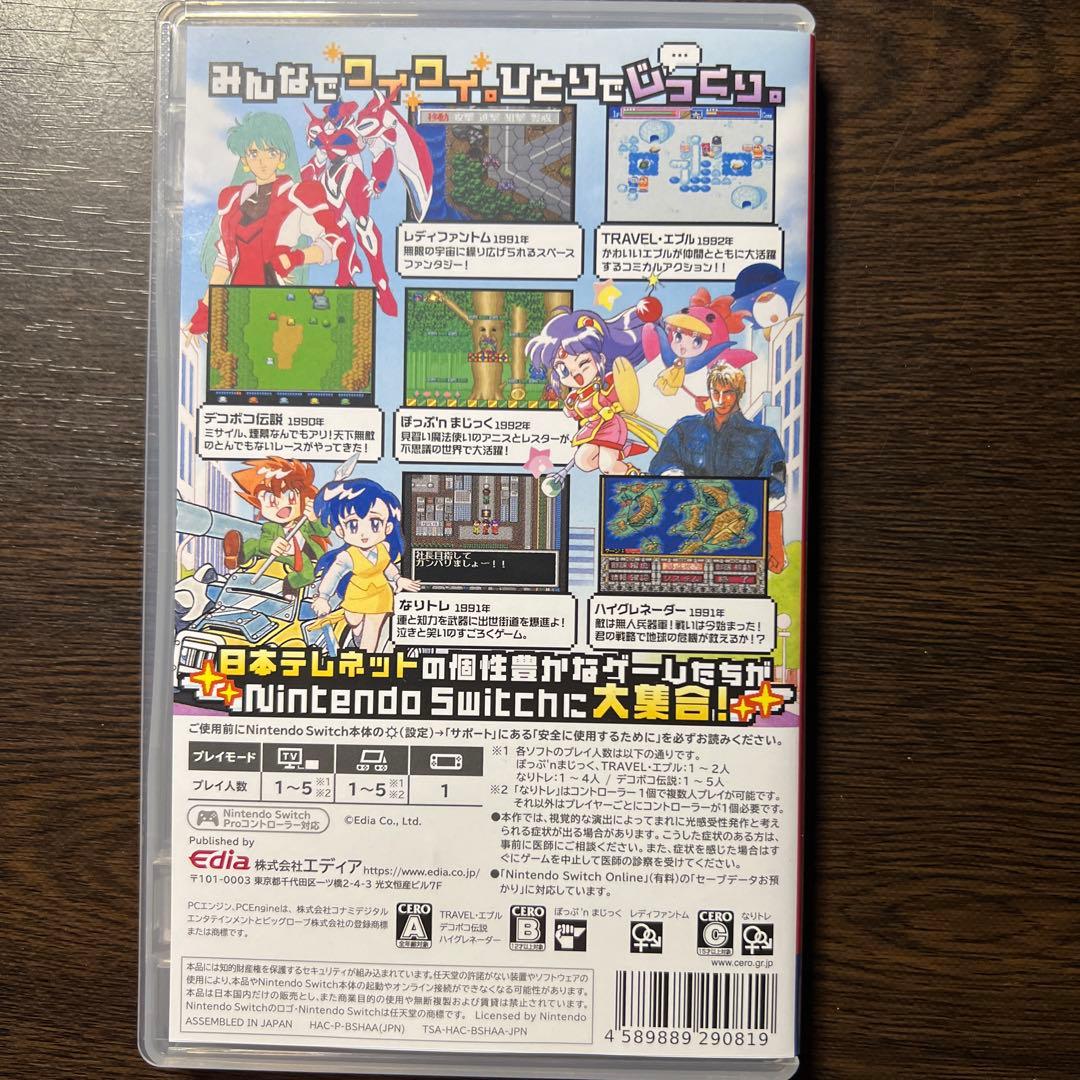 みんなでワイワイ。ひとりでじっくり。
移動 攻撃 進撃 狙撃 警戒
レディファントム 1991年
無限の宇宙に繰り広げられるスペース
ファンタジー!
TRAVEL・エプル 1992年
かわいいエプルが仲間とともに大活躍
するコミカルアクション!!
デコボコ伝説 1990年
ミサイル、煙幕なんでもアリ!天下無敵
のとんでもないレースがやってきた!
ぽっぷ'n まじっく 1992年
見習い魔法使いのアニスとレスターが、
不思議の世界で大活躍!
社長目指して
ガンバりましょー!!
なりトレ 1991年
運と知力を武器に出世街道を爆進よ!
泣きと笑いのすごろくゲーム。
ハイグレネーダー 1991年
敵は無人兵器軍!戦いは今始まった!
君の戦略で地球の危機が救えるか!?
日本テレネットの個性豊かなゲームたちが
Nintendo Switchに大集合!
ご使用前にNintendo Switch本体の(設定)→「サポート」にある「安全に使用するために」を必ずお読みください。
プレイモード TV
プレイ人数 1~5 ※1 ※2 1~5 ※1 ※2 1
※1 各ソフトのプレイ人数は以下の通りです。
ぽっぷ'nまじっく、TRAVEL・エプル:1~2人
なりトレ:1~4人 / デコボコ伝説:1~5人
※2 「なりトレ」はコントローラー1個で複数人プレイが可能です。
それ以外はプレイヤーごとにコントローラーが1個必要です。
●本作では、視覚的な演出によってまれに光感受性発作と考え
られる症状が出る場合があります。こうした症状のある方は、
事前に医師にご相談ください。また、症状を感じた場合はす
ぐにゲームを中止して医師の診察を受けてください。
●「Nintendo Switch Online」(有料)の「セーブデータお預
かり」に対応しています。
Nintendo Switch
Proコントローラー対応
©Edia Co., Ltd.
Published by
Edia 株式会社エディア https://www.edia.co.jp/
〒101-0003 東京都千代田区一ツ橋2-4-3 光文恒産ビル7F
PCエンジン、PCEngineは、株式会社コナミデジタル
エンタテインメントとビッグローブ株式会社の登録商標
または商標です。
CERO A 全年齢対象
TRAVEL・エプル
デコボコ伝説
ハイグレネーダー
CERO B 12才以上対象
ぽっぷ'n まじっく
レディファントム
CERO C 15才以上対象
なりトレ
www.cero.gr.jp
本品には知的財産権を保護するセキュリティが組み込まれています。任天堂の許諾がない装置やソフトウェアの
使用により、本品やNintendo Switch本体の起動やオンライン接続ができなくなる可能性があります。
本品は日本国内だけの販売とし、また商業目的の使用や無断複製および賃貸は禁止されています。
Nintendo Switchのロゴ・Nintendo Switchは任天堂の商標です。 Licensed by Nintendo
ASSEMBLED IN JAPAN HAC-P-BSHAA(JPN) TSA-HAC-BSHAA-JPN
4 589889 290819